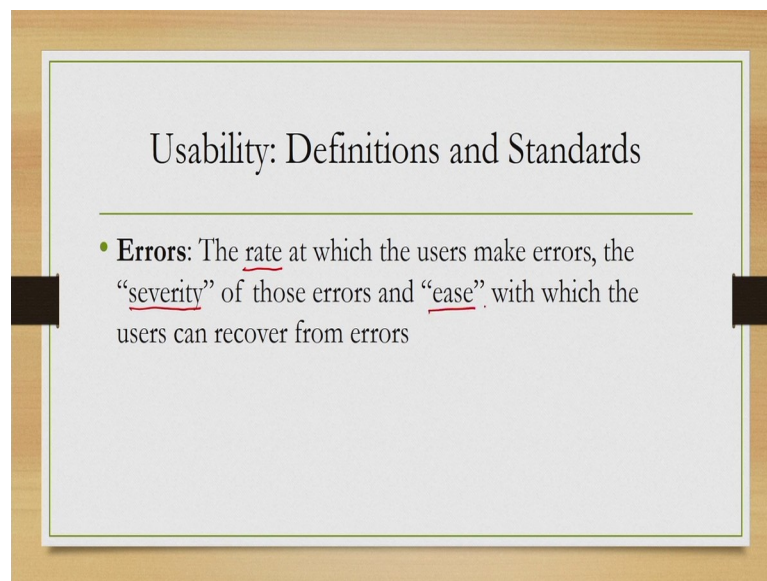 Usability: Definitions and Standards
• Errors: The rate at which the users make errors, the
“severity” of those errors and “ease” with which the
users can recover from errors